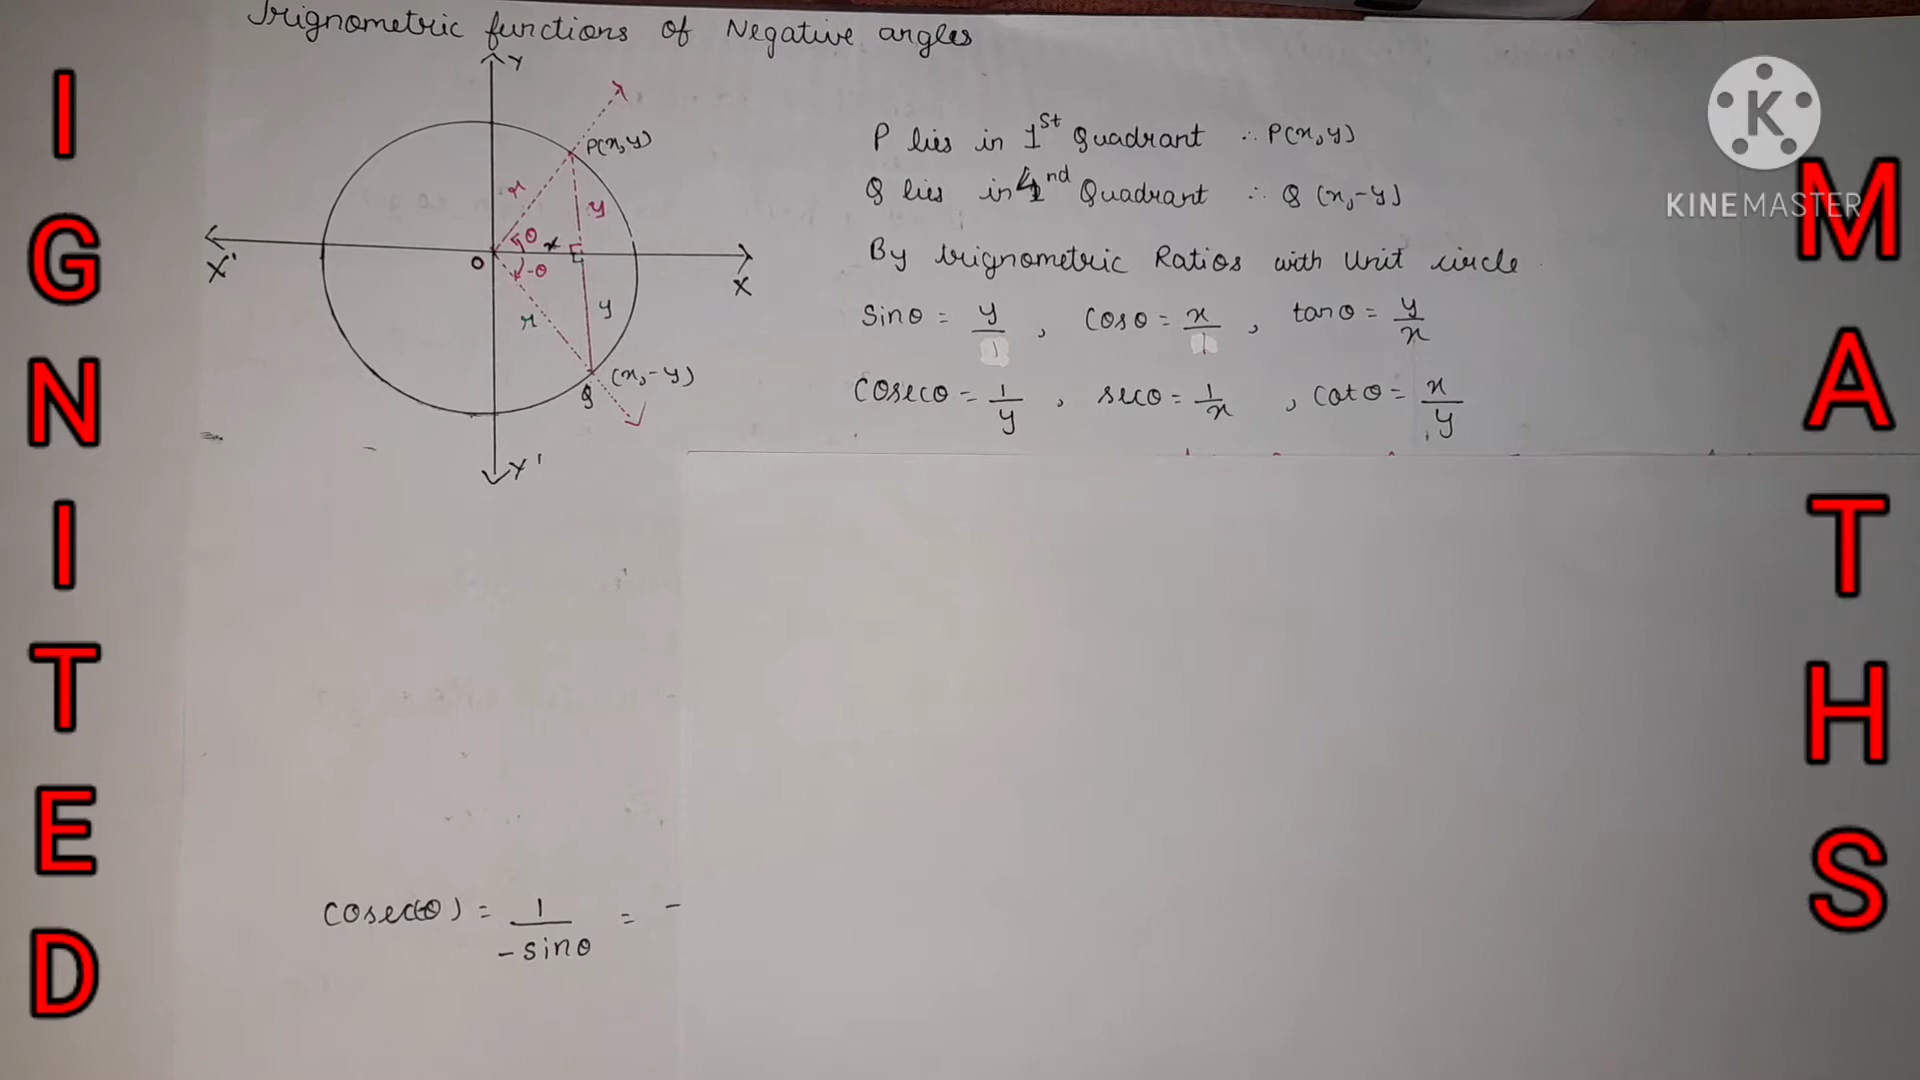 IGNITED
MATHS
KINEMASTER
Trignometric functions of Negative angles
Y
P(x,y)
r
y
θ
x
X'
O
-θ
X
r
y
(x,-y)
Q
Y'
P lies in 1st Quadrant ∴ P(x,y)
Q lies in 4nd Quadrant ∴ Q (x,-y)
By trignometric Ratios with Unit circle
Sinθ = y/1 , Cosθ = x/1 , tanθ = y/x
Cosecθ = 1/y , secθ = 1/x , cotθ = x/y
Cosec(-θ) = 1/-sinθ = -